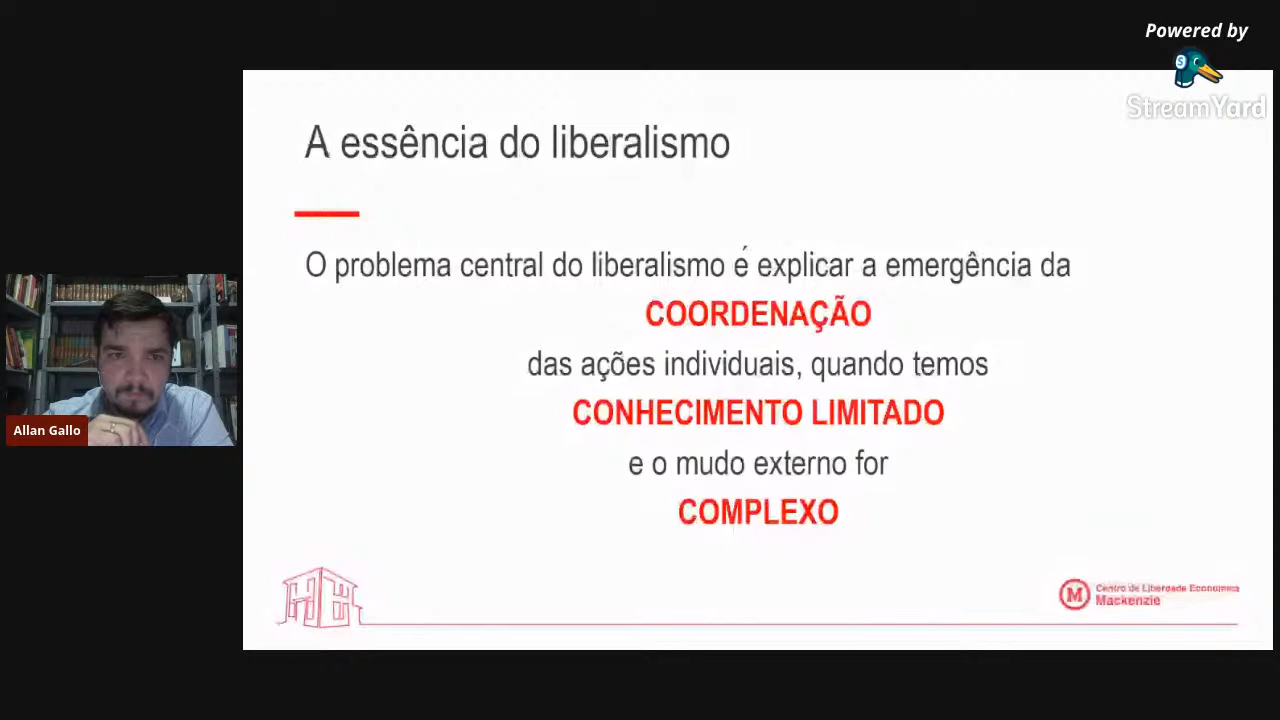 Powered by
StreamYard
A essência do liberalismo
O problema central do liberalismo é explicar a emergência da
COORDENAÇÃO
das ações individuais, quando temos
CONHECIMENTO LIMITADO
e o mudo externo for
COMPLEXO
Allan Gallo
Centro de Liberdade Econômica
Mackenzie